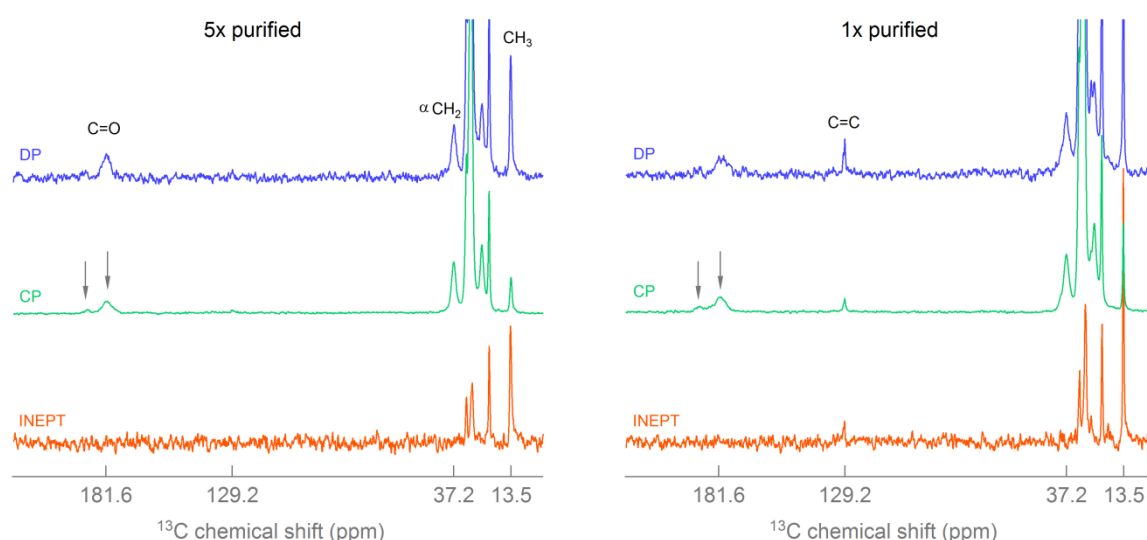 5x purified
CH₃
α CH₂
C=O
DP
CP
INEPT
181.6 129.2 37.2 13.5
¹³C chemical shift (ppm)
1x purified
C=C
DP
CP
INEPT
181.6 129.2 37.2 13.5
¹³C chemical shift (ppm)